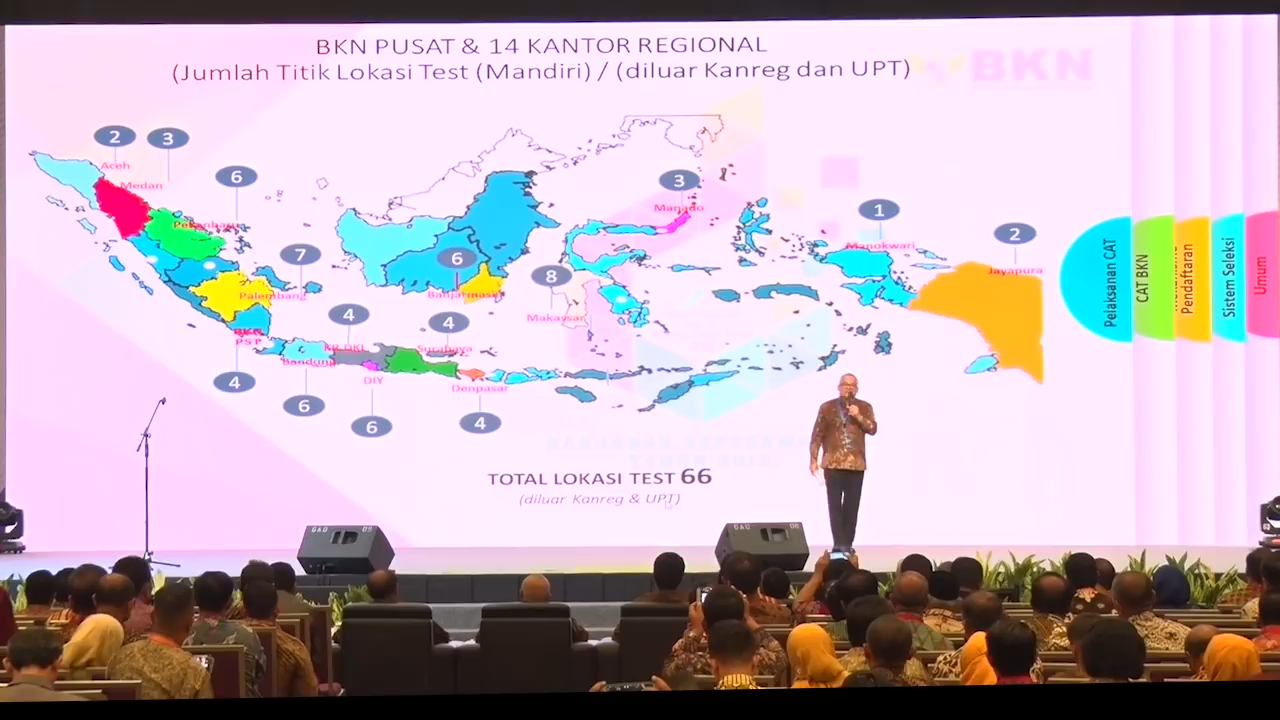 BKN PUSAT & 14 KANTOR REGIONAL
(Jumlah Titik Lokasi Test (Mandiri) / (diluar Kanreg dan UPT)
BKN
2
3
Aceh
Medan
6
Pekanbaru
3
Manado
1
Manokwari
2
Jayapura
7
Palembang
6
Banjarmasin
8
Makassar
4
KP DKI
4
Surabaya
BKN
PST
4
Bandung
6
DIY
6
Denpasar
4
TOTAL LOKASI TEST 66
(diluar Kanreg & UPT)
Pelaksanan CAT
CAT BKN
Pendaftaran
Sistem Seleksi
Umum